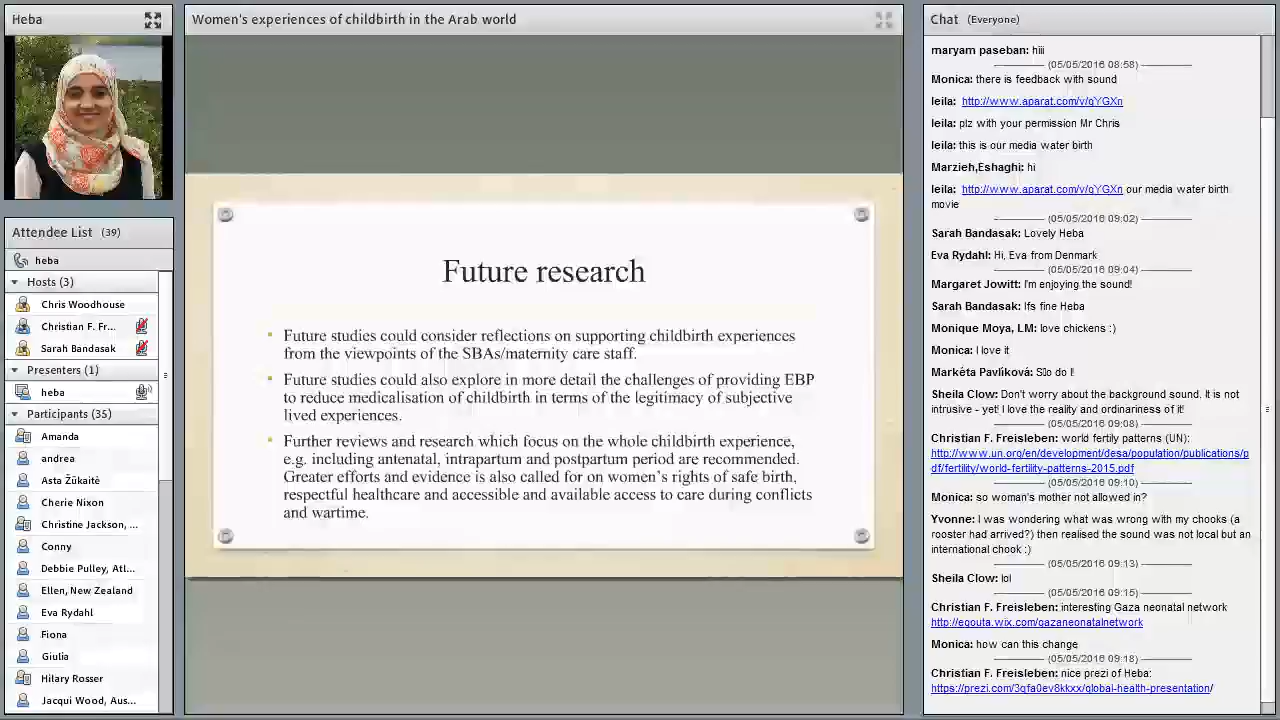 Heba
Attendee List (39)
heba
Hosts (3)
Chris Woodhouse
Christian F. Fr...
Sarah Bandasak
Presenters (1)
heba
Participants (35)
Amanda
andrea
Asta Žūkaitė
Cherie Nixon
Christine Jackson, ...
Conny
Debbie Pulley, Atl...
Ellen, New Zealand
Eva Rydahl
Fiona
Giulia
Hilary Rosser
Jacqui Wood, Aus...
Women's experiences of childbirth in the Arab world
Future research
Future studies could consider reflections on supporting childbirth experiences
from the viewpoints of the SBAs/maternity care staff.
Future studies could also explore in more detail the challenges of providing EBP
to reduce medicalisation of childbirth in terms of the legitimacy of subjective
lived experiences.
Further reviews and research which focus on the whole childbirth experience,
e.g. including antenatal, intrapartum and postpartum period are recommended.
Greater efforts and evidence is also called for on women's rights of safe birth,
respectful healthcare and accessible and available access to care during conflicts
and wartime.
Chat (Everyone)
maryam paseban: hiii
(05/05/2016 08:58)
Monica: there is feedback with sound
leila: http://www.aparat.com/v/qYGXn
leila: plz with your permission Mr Chris
leila: this is our media water birth
Marzieh,Eshaghi: hi
leila: http://www.aparat.com/v/qYGXn our media water birth
movie
(05/05/2016 09:02)
Sarah Bandasak: Lovely Heba
Eva Rydahl: Hi, Eva from Denmark
(05/05/2016 09:04)
Margaret Jowitt: I'm enjoying the sound!
Sarah Bandasak: Ifs fine Heba
Monique Moya, LM: love chickens :)
Monica: I love it
Markéta Pavlíková: do I!
Sheila Clow: Don't worry about the background sound. It is not
intrusive - yet! I love the reality and ordinariness of it!
(05/05/2016 09:08)
Christian F. Freisleben: world fertily patterns (UN):
http://www.un.org/en/development/desa/population/publications/p
df/fertility/world-fertility-patterns-2015.pdf
(05/05/2016 09:10)
Monica: so woman's mother not allowed in?
Yvonne: I was wondering what was wrong with my chooks (a
rooster had arrived?) then realised the sound was not local but an
international chook :)
(05/05/2016 09:13)
Sheila Clow: lol
(05/05/2016 09:15)
Christian F. Freisleben: interesting Gaza neonatal network
http://egouta.wix.com/gazaneonatalnetwork
Monica: how can this change
(05/05/2016 09:18)
Christian F. Freisleben: nice prezi of Heba:
https://prezi.com/3qfa0ev8kkxx/global-health-presentation/